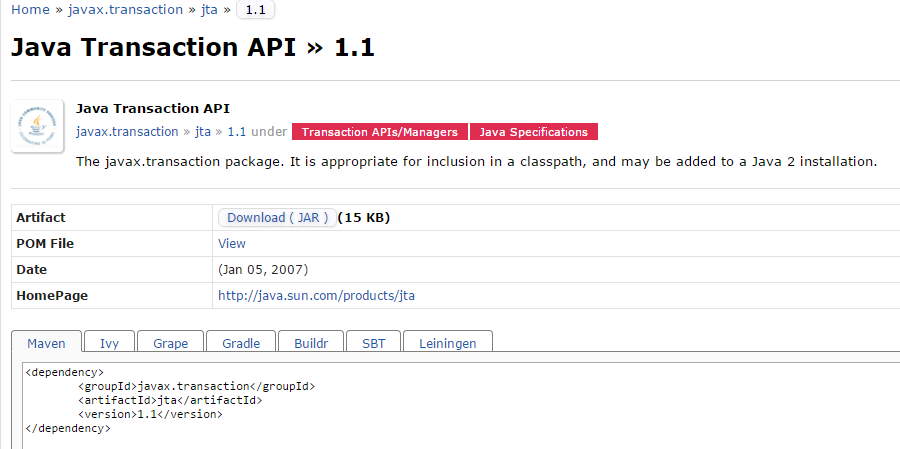 Home » javax.transaction » jta » 1.1
Java Transaction API » 1.1
Java Transaction API
javax.transaction » jta » 1.1 under Transaction APIs/Managers Java Specifications
The javax.transaction package. It is appropriate for inclusion in a classpath, and may be added to a Java 2 installation.
Artifact Download ( JAR ) (15 KB)
POM File View
Date (Jan 05, 2007)
HomePage http://java.sun.com/products/jta
Maven Ivy Grape Gradle Buildr SBT Leiningen
<dependency>
<groupId>javax.transaction</groupId>
<artifactId>jta</artifactId>
<version>1.1</version>
</dependency>